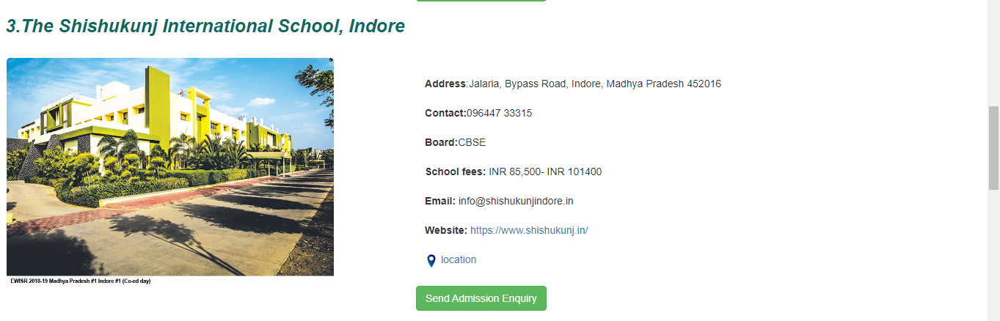 3.The Shishukunj International School, Indore
Address:Jalaria, Bypass Road, Indore, Madhya Pradesh 452016
Contact:096447 33315
Board:CBSE
School fees: INR 85,500- INR 101400
Email: info@shishukunjindore.in
Website: https://www.shishukunj.in/
location
EWISR 2018-19 Madhya Pradesh #1 Indore #1 (Co-ed day)
Send Admission Enquiry